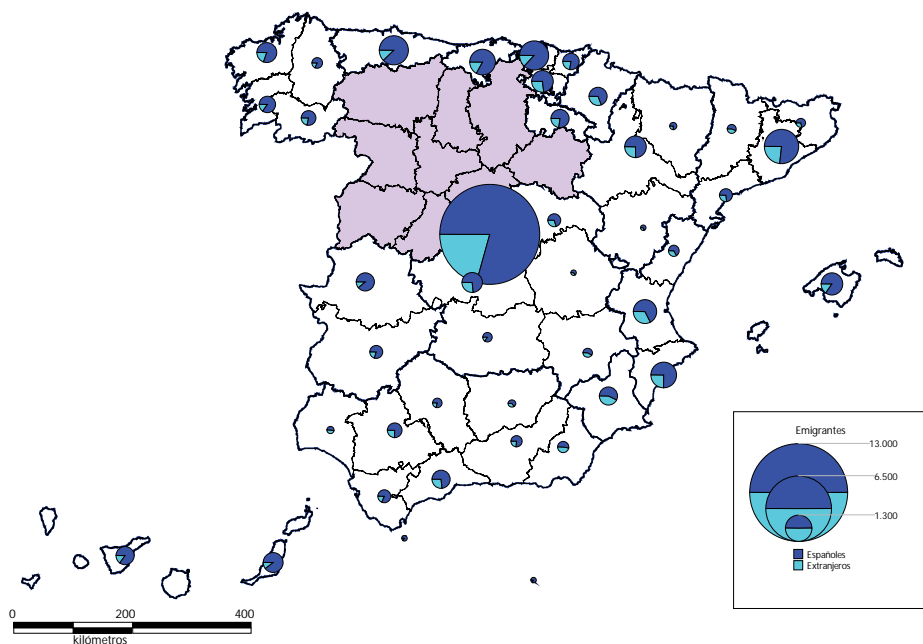 Emigrantes
13.000
6.500
1.300
Españoles
Extranjeros
0 200 400
kilómetros